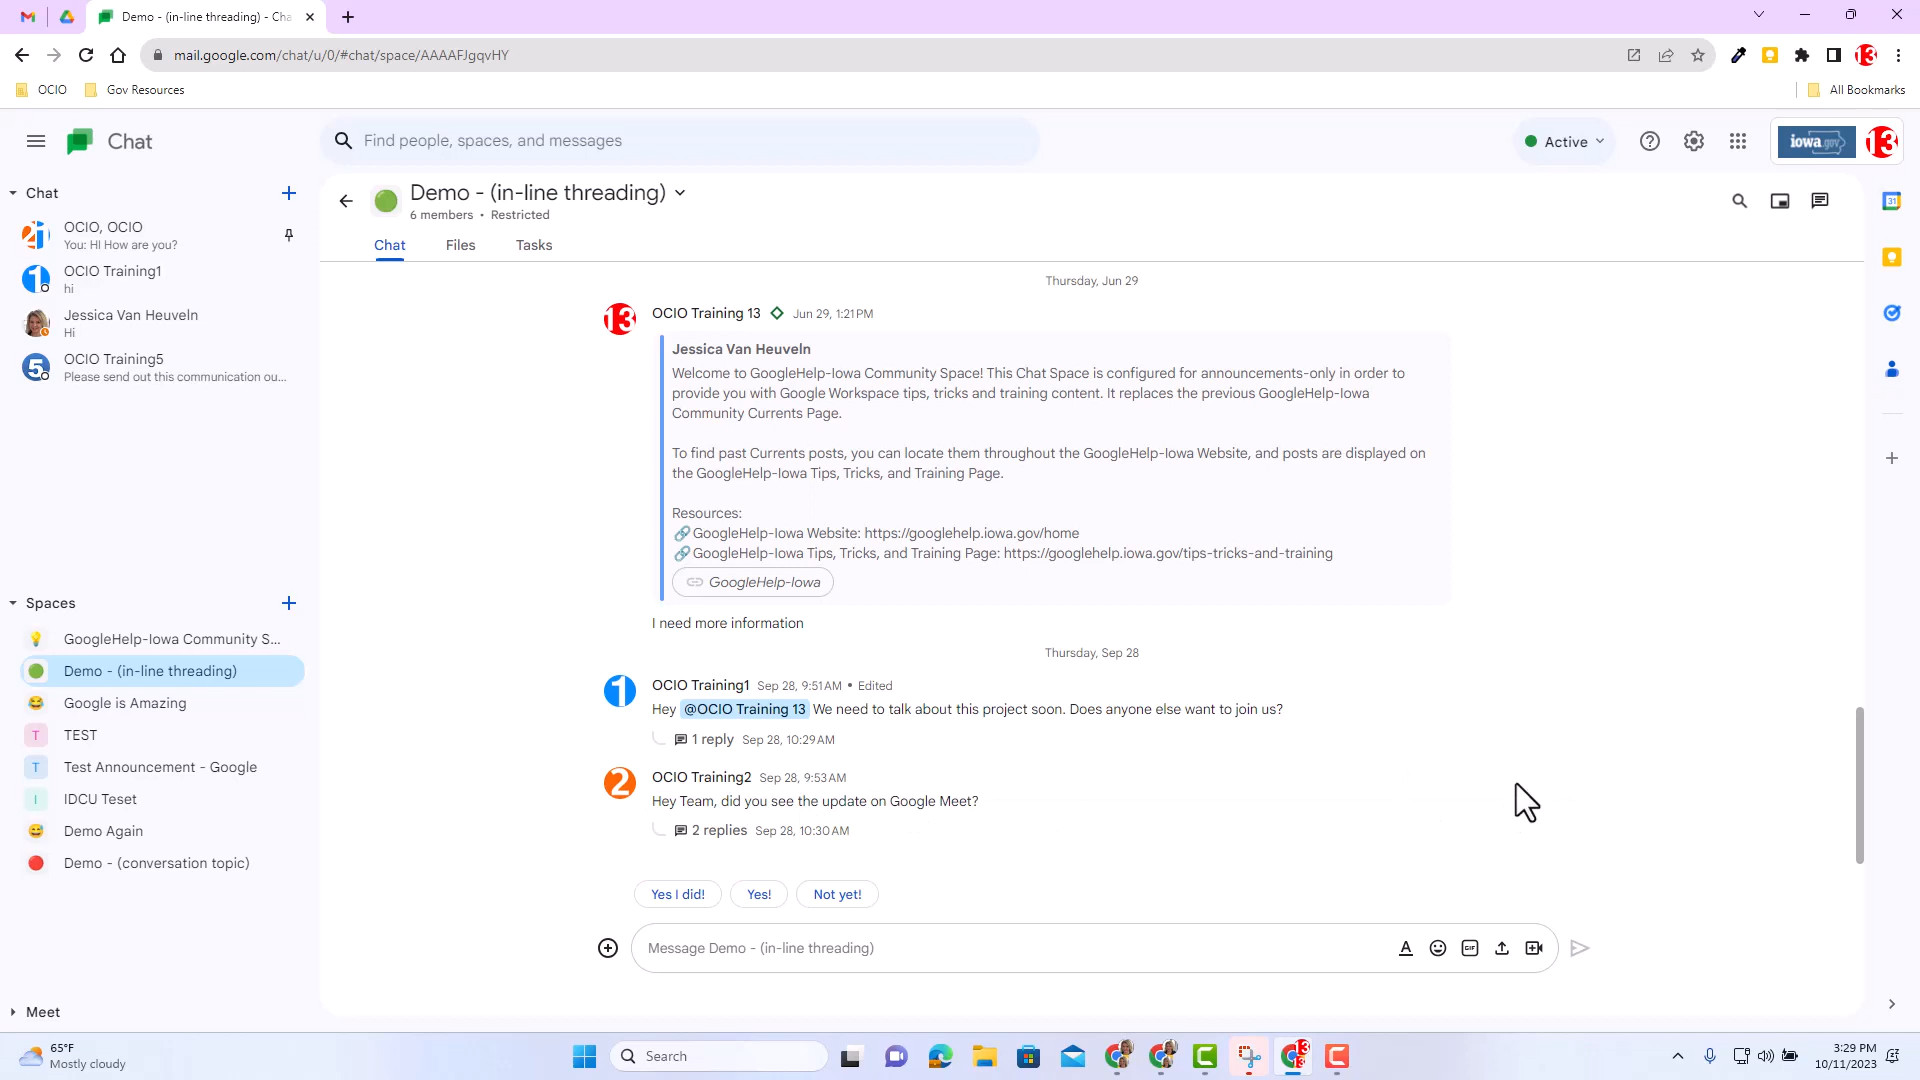 Demo - (in-line threading) - Cha
mail.google.com/chat/u/0/#chat/space/AAAAFJgqvHY
13
OCIO
Gov Resources
All Bookmarks
Chat
Find people, spaces, and messages
Active
iowa.gov
13
Chat
OCIO, OCIO
You: HI How are you?
1
OCIO Training1
hi
Jessica Van Heuveln
Hi
5
OCIO Training5
Please send out this communication ou...
Spaces
GoogleHelp-Iowa Community S...
Demo - (in-line threading)
Google is Amazing
T
TEST
T
Test Announcement - Google
I
IDCU Teset
Demo Again
Demo - (conversation topic)
Meet
Demo - (in-line threading)
6 members • Restricted
Chat
Files
Tasks
31
Thursday, Jun 29
13
OCIO Training 13
Jun 29, 1:21 PM
Jessica Van Heuveln
Welcome to GoogleHelp-Iowa Community Space! This Chat Space is configured for announcements-only in order to
provide you with Google Workspace tips, tricks and training content. It replaces the previous GoogleHelp-Iowa
Community Currents Page.
To find past Currents posts, you can locate them throughout the GoogleHelp-Iowa Website, and posts are displayed on
the GoogleHelp-Iowa Tips, Tricks, and Training Page.
Resources:
🔗GoogleHelp-Iowa Website: https://googlehelp.iowa.gov/home
🔗GoogleHelp-Iowa Tips, Tricks, and Training Page: https://googlehelp.iowa.gov/tips-tricks-and-training
GoogleHelp-Iowa
I need more information
Thursday, Sep 28
1
OCIO Training1 Sep 28, 9:51 AM • Edited
Hey @OCIO Training 13 We need to talk about this project soon. Does anyone else want to join us?
1 reply Sep 28, 10:29 AM
2
OCIO Training2 Sep 28, 9:53 AM
Hey Team, did you see the update on Google Meet?
2 replies Sep 28, 10:30 AM
Yes I did!
Yes!
Not yet!
Message Demo - (in-line threading)
A
GIF
65°F
Mostly cloudy
Search
13
3:29 PM
10/11/2023